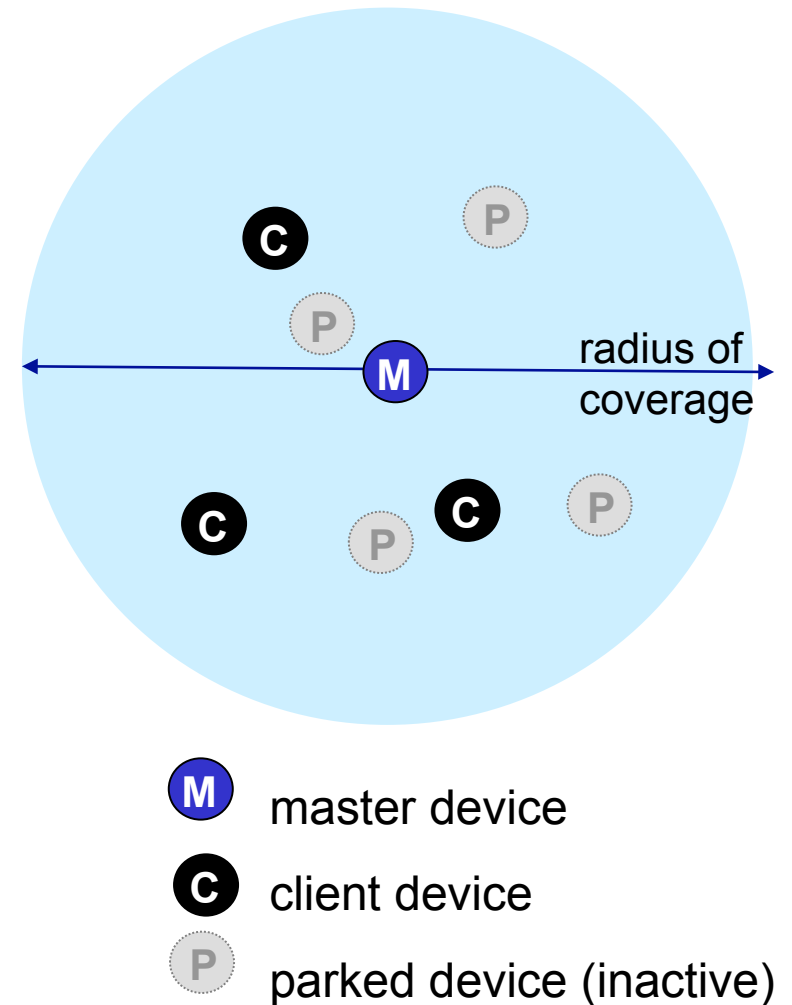 P
C
P
radius of
M
coverage
P
C
C
P
M
master device
C
client device
P
parked device (inactive)